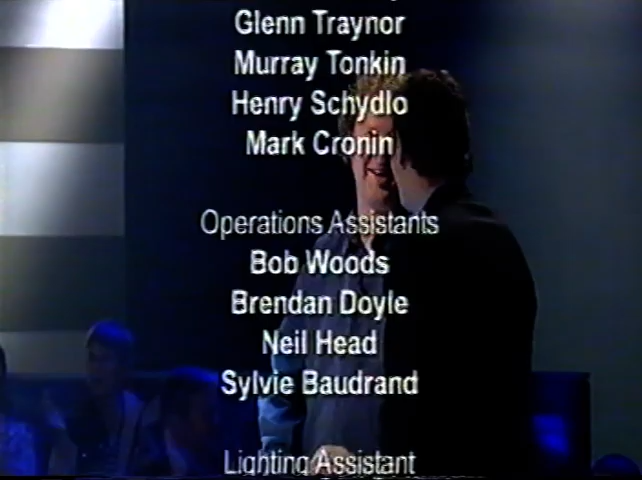 Glenn Traynor
Murray Tonkin
Henry Schydlo
Mark Cronin
Operations Assistants
Bob Woods
Brendan Doyle
Neil Head
Sylvie Baudrand
Lighting Assistant